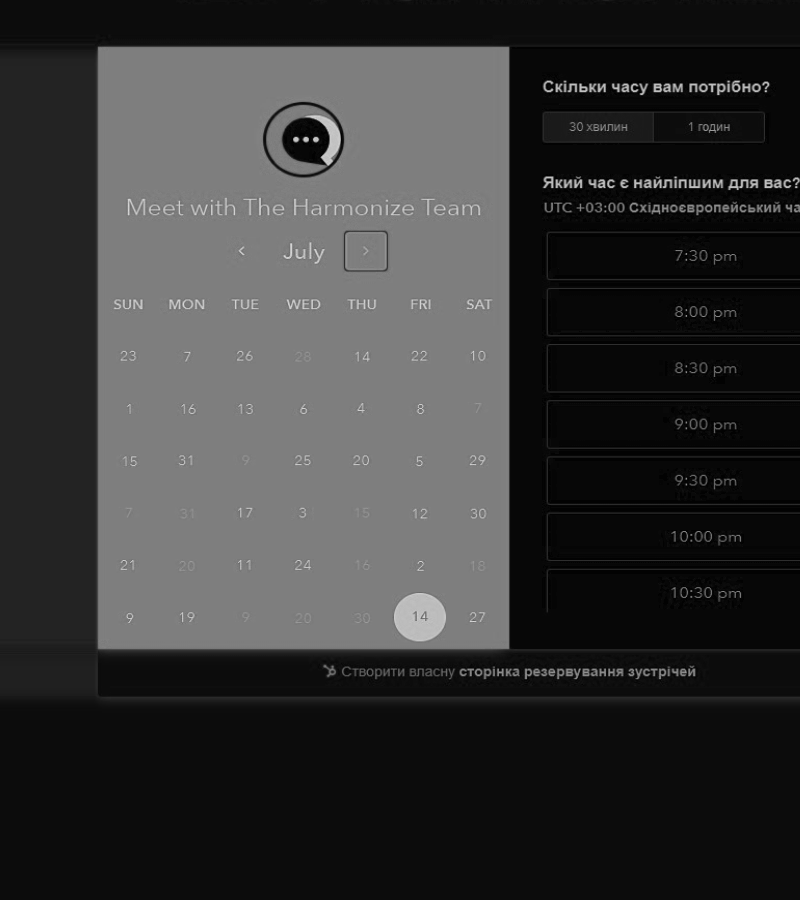 Meet with The Harmonize Team
July
SUN MON TUE WED THU FRI SAT
23 7 26 28 14 22 10
1 16 13 6 4 8 7
15 31 9 25 20 5 29
7 31 17 3 15 12 30
21 20 11 24 16 2 18
9 19 9 20 30 14 27
Скільки часу вам потрібно?
30 хвилин 1 годин
Який час є найліпшим для вас?
UTC +03:00 Східноєвропейський ча
7:30 pm
8:00 pm
8:30 pm
9:00 pm
9:30 pm
10:00 pm
10:30 pm
Створити власну сторінка резервування зустрічей